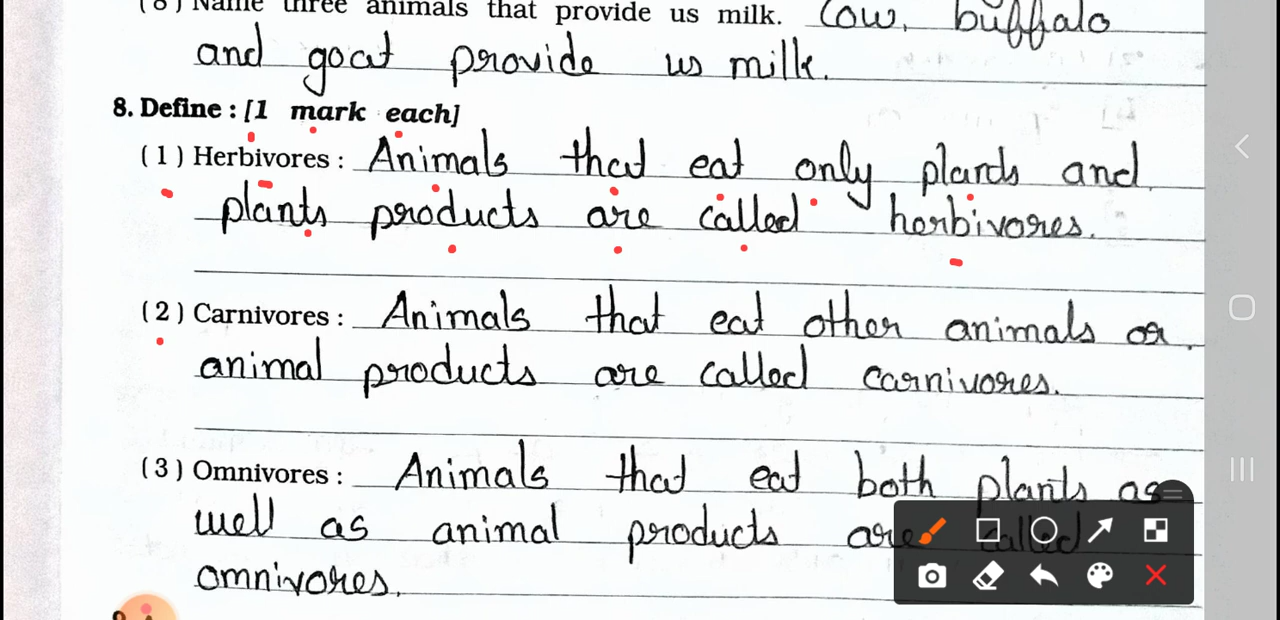 (8) Name three animals that provide us milk. Cow, buffalo
and goat provide us milk.
8. Define : [1 mark each]
(1) Herbivores : Animals that eat only plants and
plants products are called herbivores.
(2) Carnivores : Animals that eat other animals or
animal products are called carnivores.
(3) Omnivores : Animals that eat both plants as
well as animal products are called
omnivores.